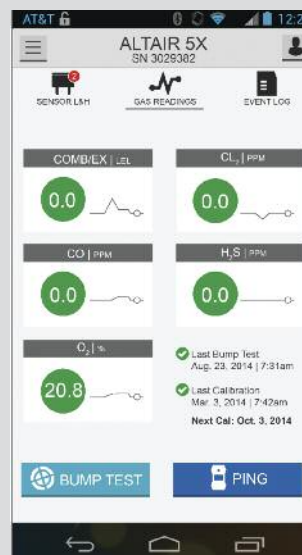 AT&T 12:2
ALTAIR 5X
SN 3029382
2
SENSOR L&H GAS READINGS EVENT LOG
COMB/EX | LEL
0.0
CL₂ | PPM
0.0
CO | PPM
0.0
H₂S | PPM
0.0
O₂ | %
20.8
Last Bump Test
Aug. 23, 2014 | 7:31am
Last Calibration
Mar. 3, 2014 | 7:42am
Next Cal: Oct. 3, 2014
BUMP TEST
PING